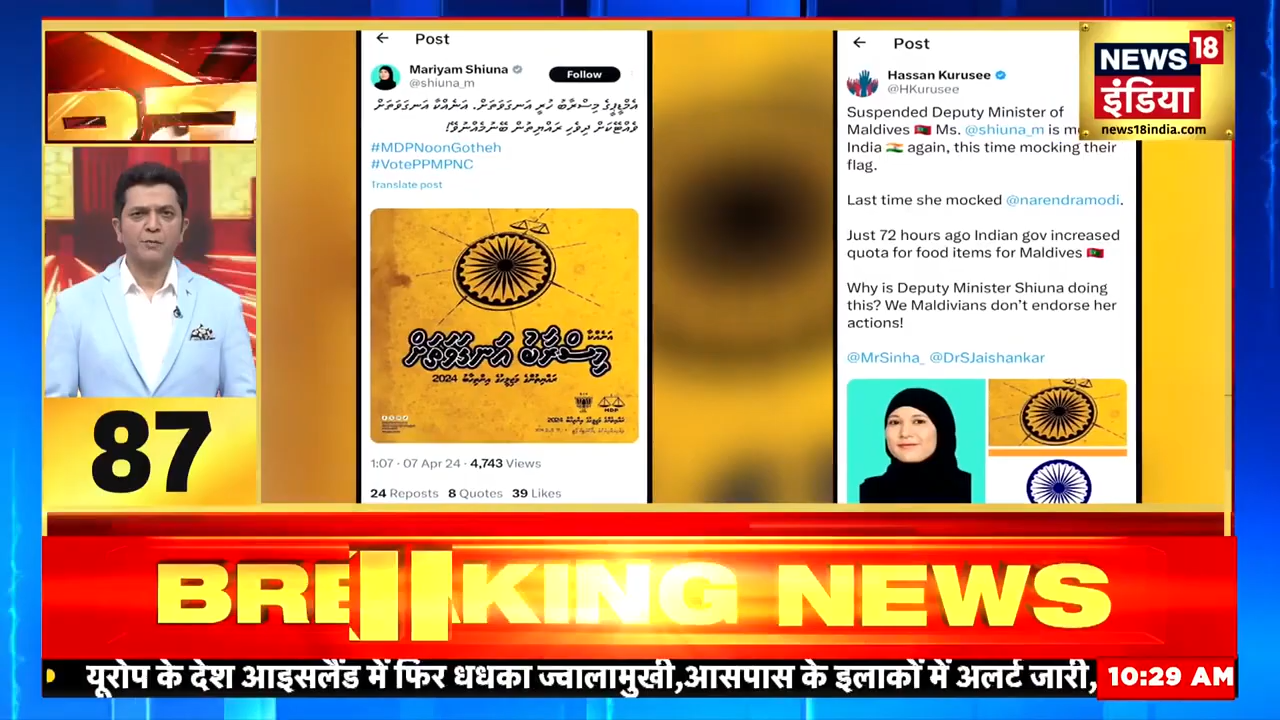 Post
Mariyam Shiuna
@shiuna_m
Follow
އެމްޑީޕީގެ މިސްރާބު ހުރީ އަނގަވަތަށް. އަނެއްކާ އަނގަވަތަށް
ވެއްޓޭކަށް ދިވެހި ރައްޔިތުން ބޭނުމެއްނުވޭ!
#MDPNoonGotheh
#VotePPMPNC
Translate post
އަނެއްކާ
މިސްރާބު އަނގަވަތަށް
ރައްޔިތުންގެ މަޖިލީހުގެ އިންތިޚާބު 2024
MDP
1:07 · 07 Apr 24 · 4,743 Views
24 Reposts 8 Quotes 39 Likes
Post
Hassan Kurusee
@HKurusee
Suspended Deputy Minister of
Maldives 🇲🇻 Ms. @shiuna_m is
India 🇮🇳 again, this time mocking their
flag.
Last time she mocked @narendramodi.
Just 72 hours ago Indian gov increased
quota for food items for Maldives 🇲🇻
Why is Deputy Minister Shiuna doing
this? We Maldivians don't endorse her
actions!
@MrSinha_ @DrSJaishankar
NEWS 18
इंडिया
news18india.com
87
BREAKING NEWS
यूरोप के देश आइसलैंड में फिर धधका ज्वालामुखी,आसपास के इलाकों में अलर्ट जारी,
10:29 AM